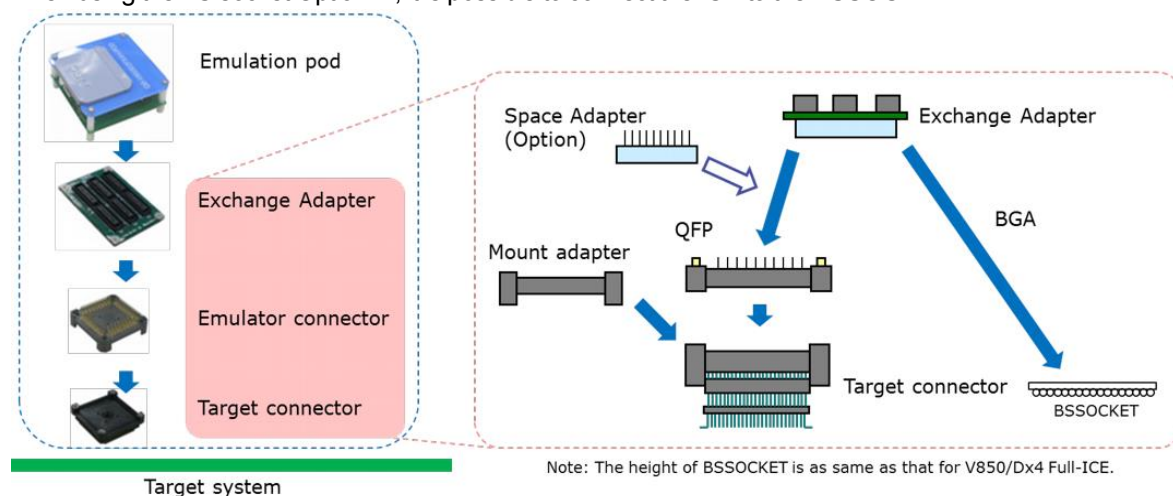 Emulation pod
Exchange Adapter
Emulator connector
Target connector
Target system
Space Adapter
(Option)
Exchange Adapter
QFP
BGA
Mount adapter
Target connector
BSSOCKET
Note: The height of BSSOCKET is as same as that for V850/Dx4 Full-ICE.